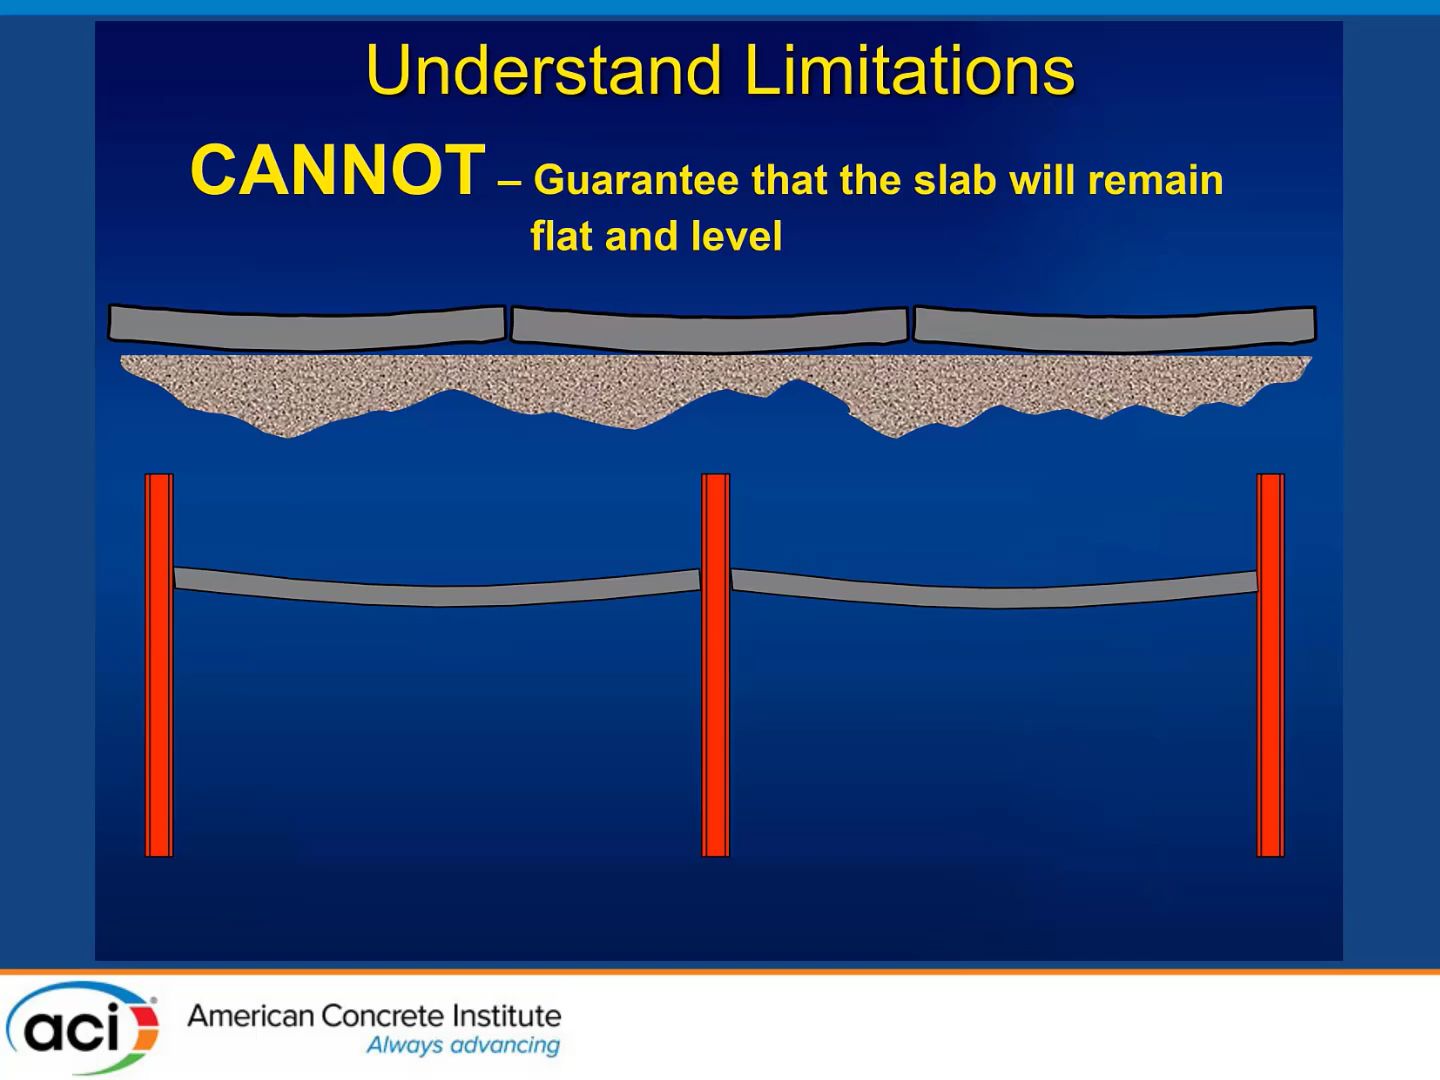 Understand Limitations
CANNOT – Guarantee that the slab will remain
flat and level
aci®
American Concrete Institute
Always advancing